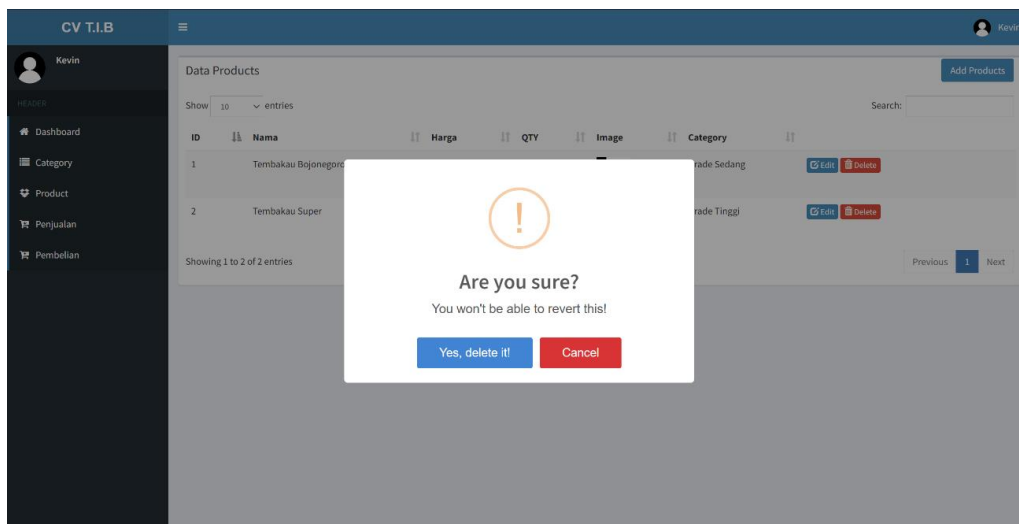 CV T.I.B
Kevin
Kevin
Data Products
Add Products
HEADER
Show 10 entries
Search:
Dashboard
ID Nama Harga QTY Image Category
Category
1 Tembakau Sedang
Edit Delete
Product
2 Tembakau Super Tinggi
Edit Delete
Penjualan
Pembelian
Showing 1 to 2 of 2 entries
Previous 1 Next
!
Are you sure?
You won't be able to revert this!
Yes, delete it!
Cancel